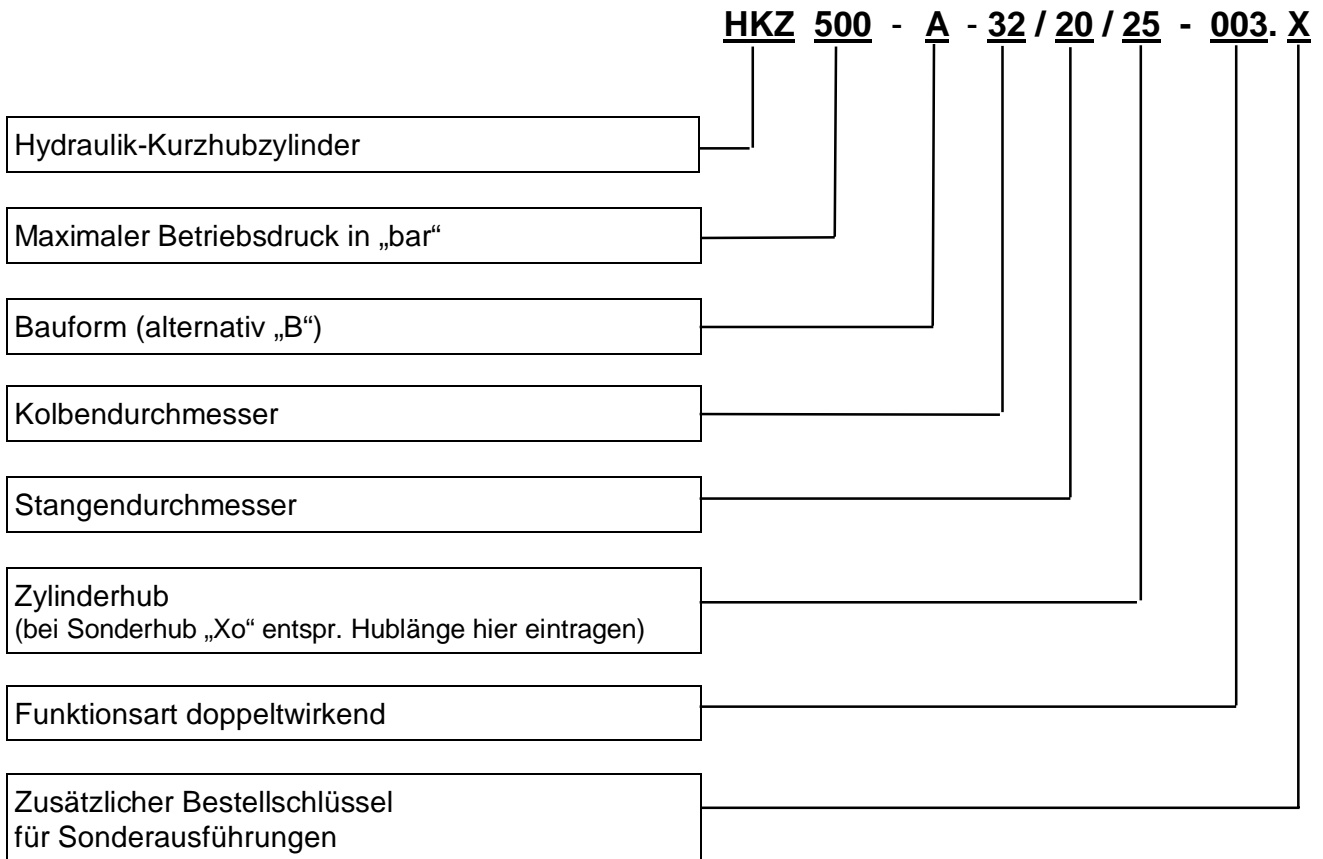 HKZ 500 - A - 32 / 20 / 25 - 003. X
Hydraulik-Kurzhubzylinder
Maximaler Betriebsdruck in „bar“
Bauform (alternativ „B“)
Kolbendurchmesser
Stangendurchmesser
Zylinderhub
(bei Sonderhub „Xo“ entspr. Hublänge hier eintragen)
Funktionsart doppeltwirkend
Zusätzlicher Bestellschlüssel
für Sonderausführungen